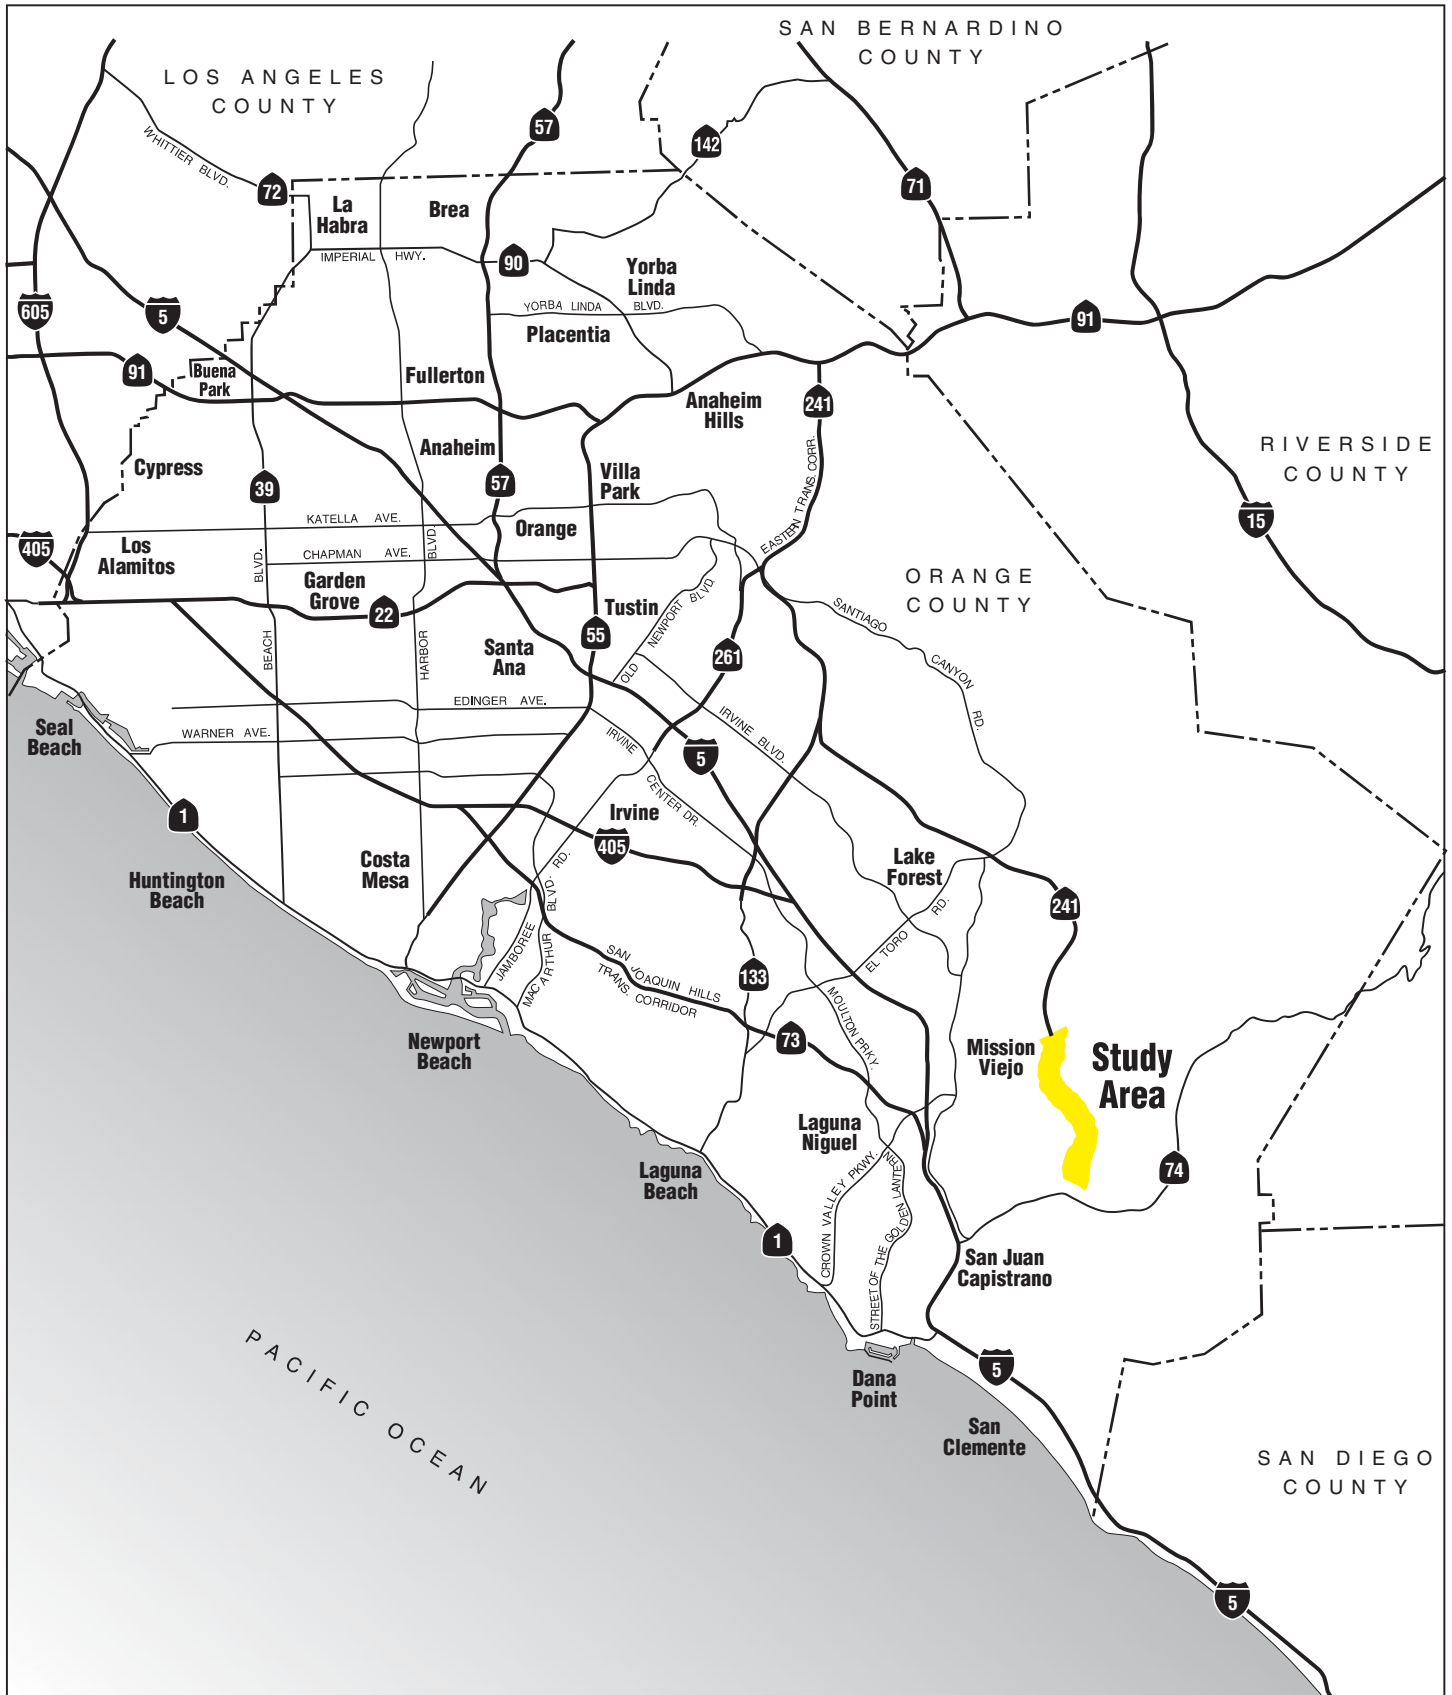 SAN BERNARDINO
COUNTY
LOS ANGELES
COUNTY
57
142
WHITTIER BLVD.
72
71
La
Habra
Brea
IMPERIAL HWY.
90
Yorba
Linda
605
5
YORBA LINDA BLVD.
91
Placentia
91
Buena
Park
Fullerton
Anaheim
Hills
241
RIVERSIDE
COUNTY
Anaheim
Cypress
Villa
Park
39
57
EASTERN TRANS. CORR.
KATELLA AVE.
BLVD.
Orange
15
405
Los
Alamitos
BLVD.
CHAPMAN AVE.
Garden
Grove
22
ORANGE
COUNTY
Tustin
OLD NEWPORT BLVD.
SANTIAGO CANYON RD.
55
BEACH
HARBOR
Santa
Ana
261
EDINGER AVE.
WARNER AVE.
Seal
Beach
IRVINE CENTER DR.
IRVINE BLVD.
5
1
Irvine
405
Costa
Mesa
Lake
Forest
Huntington
Beach
JAMBOREE RD.
MAC ARTHUR BLVD.
EL TORO RD.
241
SAN JOAQUIN HILLS
TRANS. CORRIDOR
133
MOULTON PRKY.
73
Newport
Beach
Mission
Viejo
Study
Area
Laguna
Niguel
74
Laguna
Beach
CROWN VALLEY PKWY.
STREET OF THE GOLDEN LANTERN
1
San Juan
Capistrano
PACIFIC OCEAN
5
Dana
Point
San
Clemente
SAN DIEGO
COUNTY
5